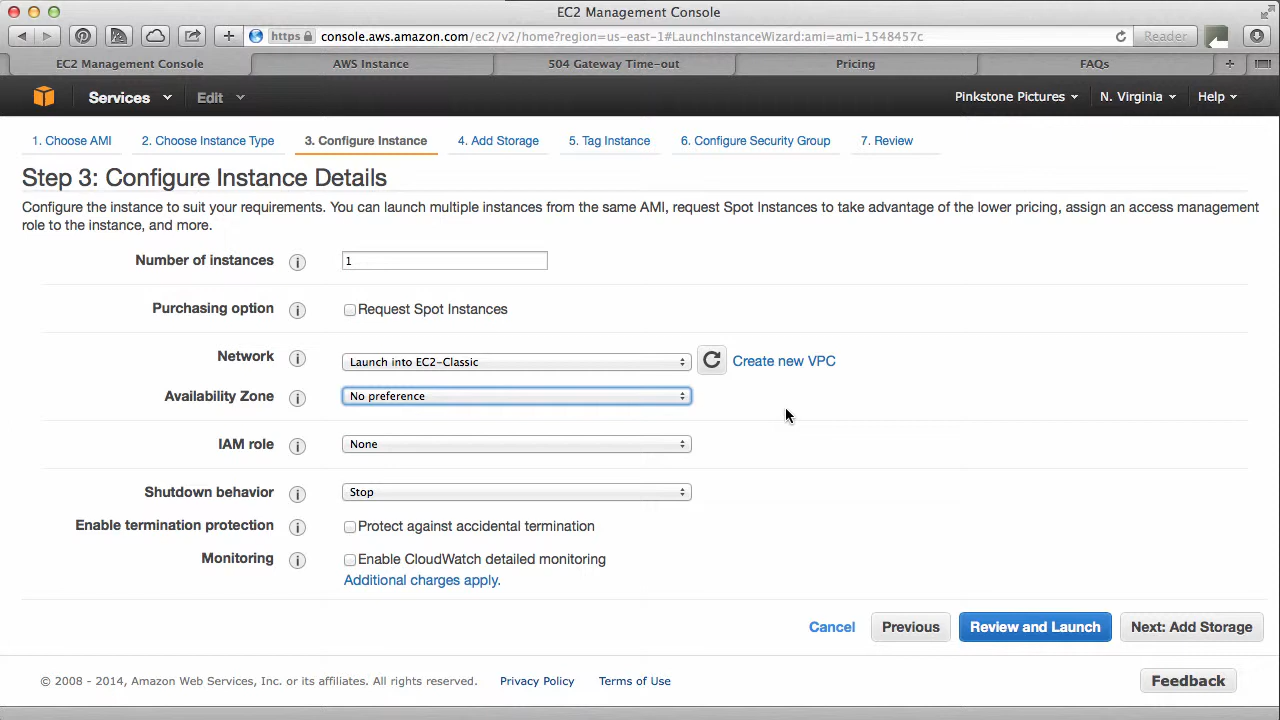 EC2 Management Console
https console.aws.amazon.com/ec2/v2/home?region=us-east-1#LaunchInstanceWizard:ami=ami-1548457c Reader
EC2 Management Console AWS Instance 504 Gateway Time-out Pricing FAQs
Services Edit Pinkstone Pictures N. Virginia Help
1. Choose AMI 2. Choose Instance Type 3. Configure Instance 4. Add Storage 5. Tag Instance 6. Configure Security Group 7. Review
Step 3: Configure Instance Details
Configure the instance to suit your requirements. You can launch multiple instances from the same AMI, request Spot Instances to take advantage of the lower pricing, assign an access management
role to the instance, and more.
Number of instances 1
Purchasing option Request Spot Instances
Network Launch into EC2-Classic Create new VPC
Availability Zone No preference
IAM role None
Shutdown behavior Stop
Enable termination protection Protect against accidental termination
Monitoring Enable CloudWatch detailed monitoring
Additional charges apply.
Cancel Previous Review and Launch Next: Add Storage
© 2008 - 2014, Amazon Web Services, Inc. or its affiliates. All rights reserved. Privacy Policy Terms of Use Feedback